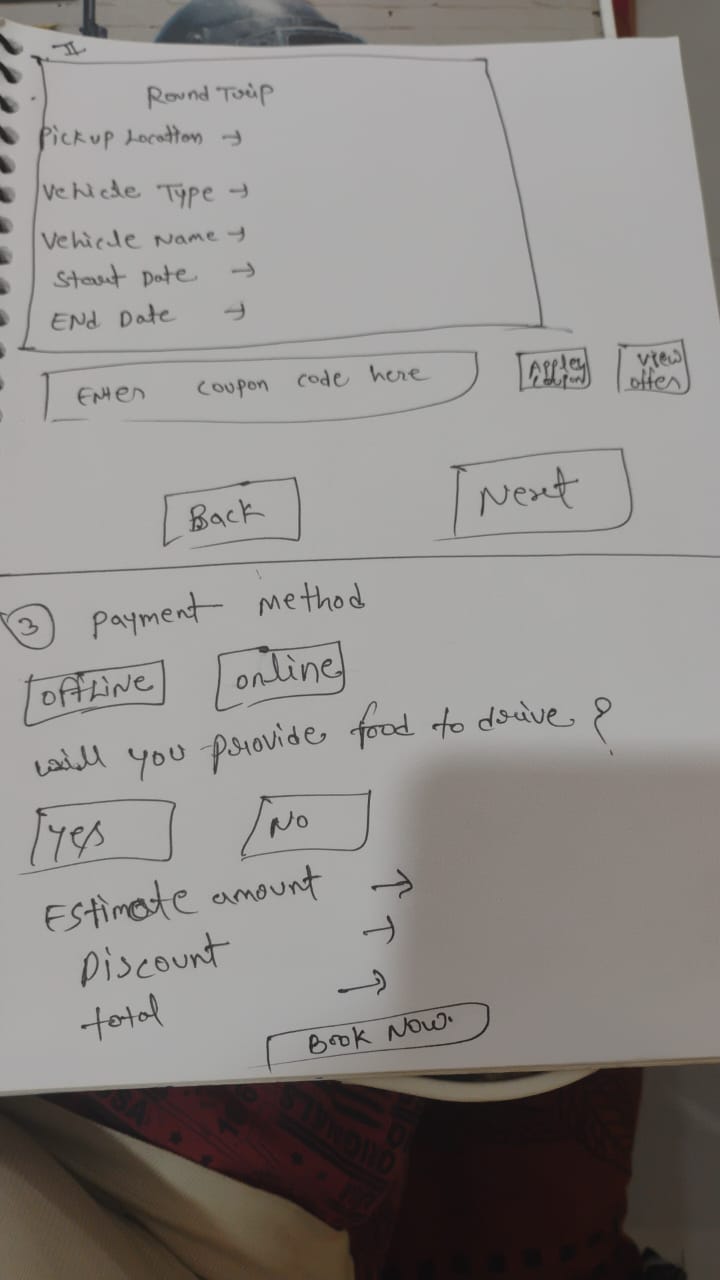 II
Round Trip
Pickup Location →
Vehicle Type →
Vehicle Name →
Start Date →
End Date →
Enter coupon code here
Apply coupon
view offer
Back
Next
3 payment method
offLine
online
will you provide food to drive ?
Yes
No
Estimate amount →
Discount →
total →
Book Now.
ORIGINALS